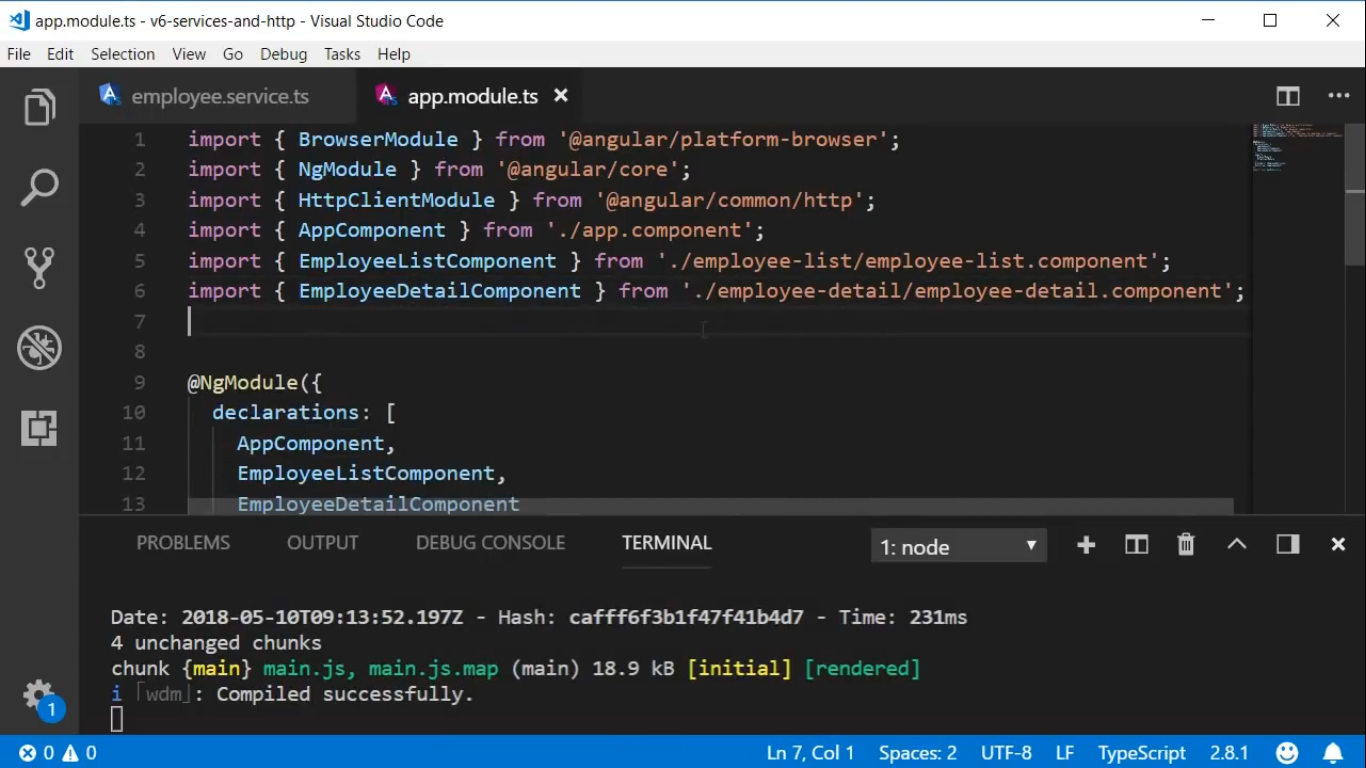 app.module.ts - v6-services-and-http - Visual Studio Code
File Edit Selection View Go Debug Tasks Help
employee.service.ts app.module.ts
1 import { BrowserModule } from '@angular/platform-browser';
2 import { NgModule } from '@angular/core';
3 import { HttpClientModule } from '@angular/common/http';
4 import { AppComponent } from './app.component';
5 import { EmployeeListComponent } from './employee-list/employee-list.component';
6 import { EmployeeDetailComponent } from './employee-detail/employee-detail.component';
7
8
9 @NgModule({
10 declarations: [
11 AppComponent,
12 EmployeeListComponent,
13 EmployeeDetailComponent
PROBLEMS OUTPUT DEBUG CONSOLE TERMINAL 1: node
Date: 2018-05-10T09:13:52.197Z - Hash: cafff6f3b1f47f41b4d7 - Time: 231ms
4 unchanged chunks
chunk {main} main.js, main.js.map (main) 18.9 kB [initial] [rendered]
i ｢wdm｣: Compiled successfully.
1
0 0 Ln 7, Col 1 Spaces: 2 UTF-8 LF TypeScript 2.8.1